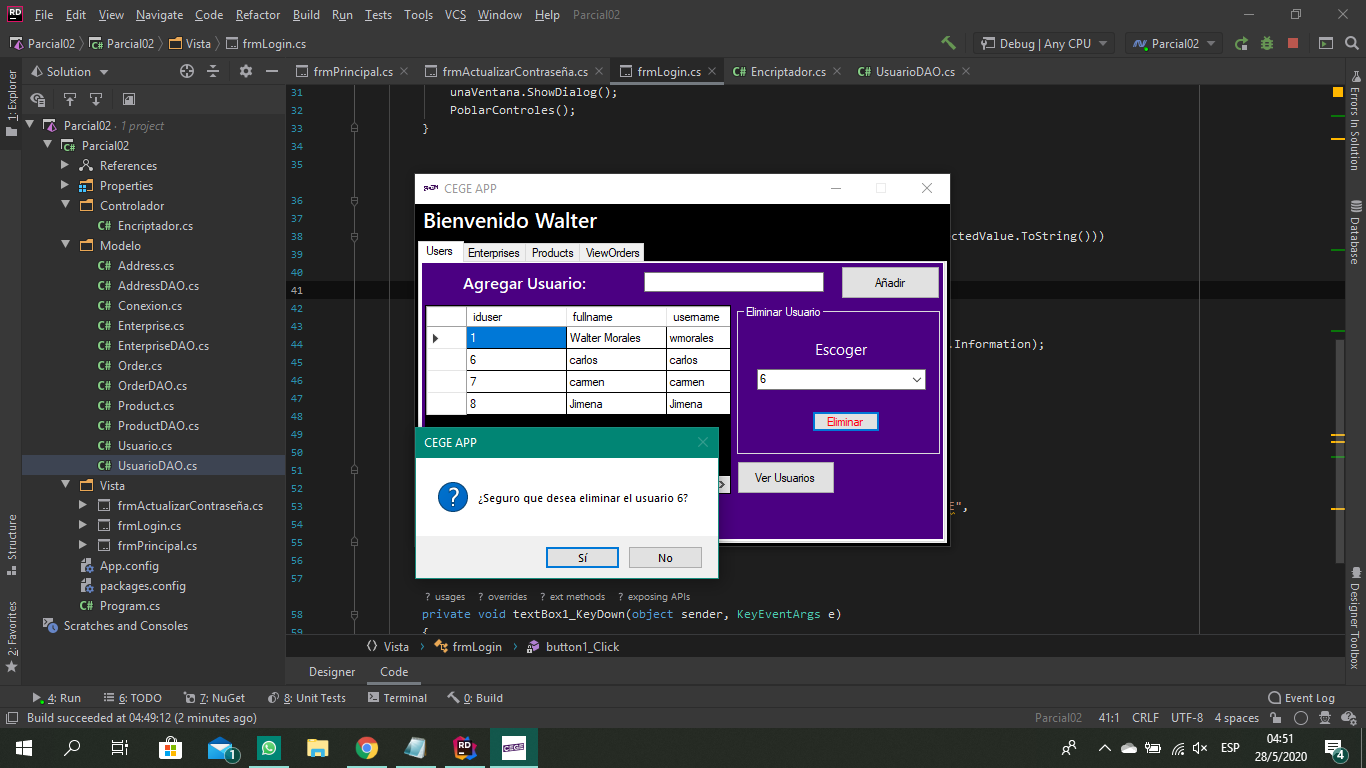 File Edit View Navigate Code Refactor Build Run Tests Tools VCS Window Help Parcial02
Parcial02 Parcial02 Vista frmLogin.cs
Debug | Any CPU Parcial02
1: Explorer
Solution
frmPrincipal.cs frmActualizarContraseña.cs frmLogin.cs Encriptador.cs UsuarioDAO.cs
Parcial02 · 1 project
Parcial02
References
Properties
Controlador
Encriptador.cs
Modelo
Address.cs
AddressDAO.cs
Conexion.cs
Enterprise.cs
EnterpriseDAO.cs
Order.cs
OrderDAO.cs
Product.cs
ProductDAO.cs
Usuario.cs
UsuarioDAO.cs
Vista
frmActualizarContraseña.cs
frmLogin.cs
frmPrincipal.cs
App.config
packages.config
Program.cs
Scratches and Consoles
Structure
2: Favorites
31 unaVentana.ShowDialog();
32 PoblarControles();
33 }
34
35
36
37
38 ctedValue.ToString()))
39
40
41
42
43
44 .Information);
45
46
47
48
49
50
51
52
53 ",
54
55
56
57
? usages ? overrides ? ext methods ? exposing APIs
58 private void textBox1_KeyDown(object sender, KeyEventArgs e)
59 {
CEGE APP
Bienvenido Walter
Users Enterprises Products ViewOrders
Agregar Usuario: Añadir
iduser fullname username
1 Walter Morales wmorales
6 carlos carlos
7 carmen carmen
8 Jimena Jimena
Eliminar Usuario
Escoger
6
Eliminar
Ver Usuarios
CEGE APP
? ¿Seguro que desea eliminar el usuario 6?
Sí No
Errors In Solution
Database
Designer Toolbox
Vista frmLogin button1_Click
Designer Code
4: Run 6: TODO 7: NuGet 8: Unit Tests Terminal 0: Build Event Log
Build succeeded at 04:49:12 (2 minutes ago) Parcial02 41:1 CRLF UTF-8 4 spaces
1 RD CEGE ESP 04:51
28/5/2020 4